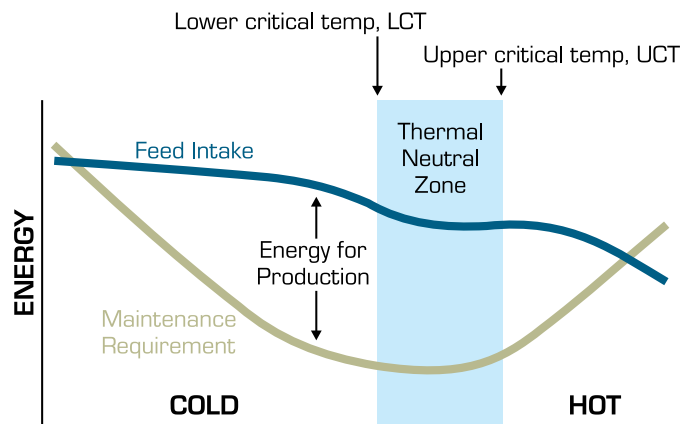 Lower critical temp, LCT
Upper critical temp, UCT
Thermal
Neutral
Zone
Feed Intake
ENERGY
Energy for
Production
Maintenance
Requirement
COLD
HOT